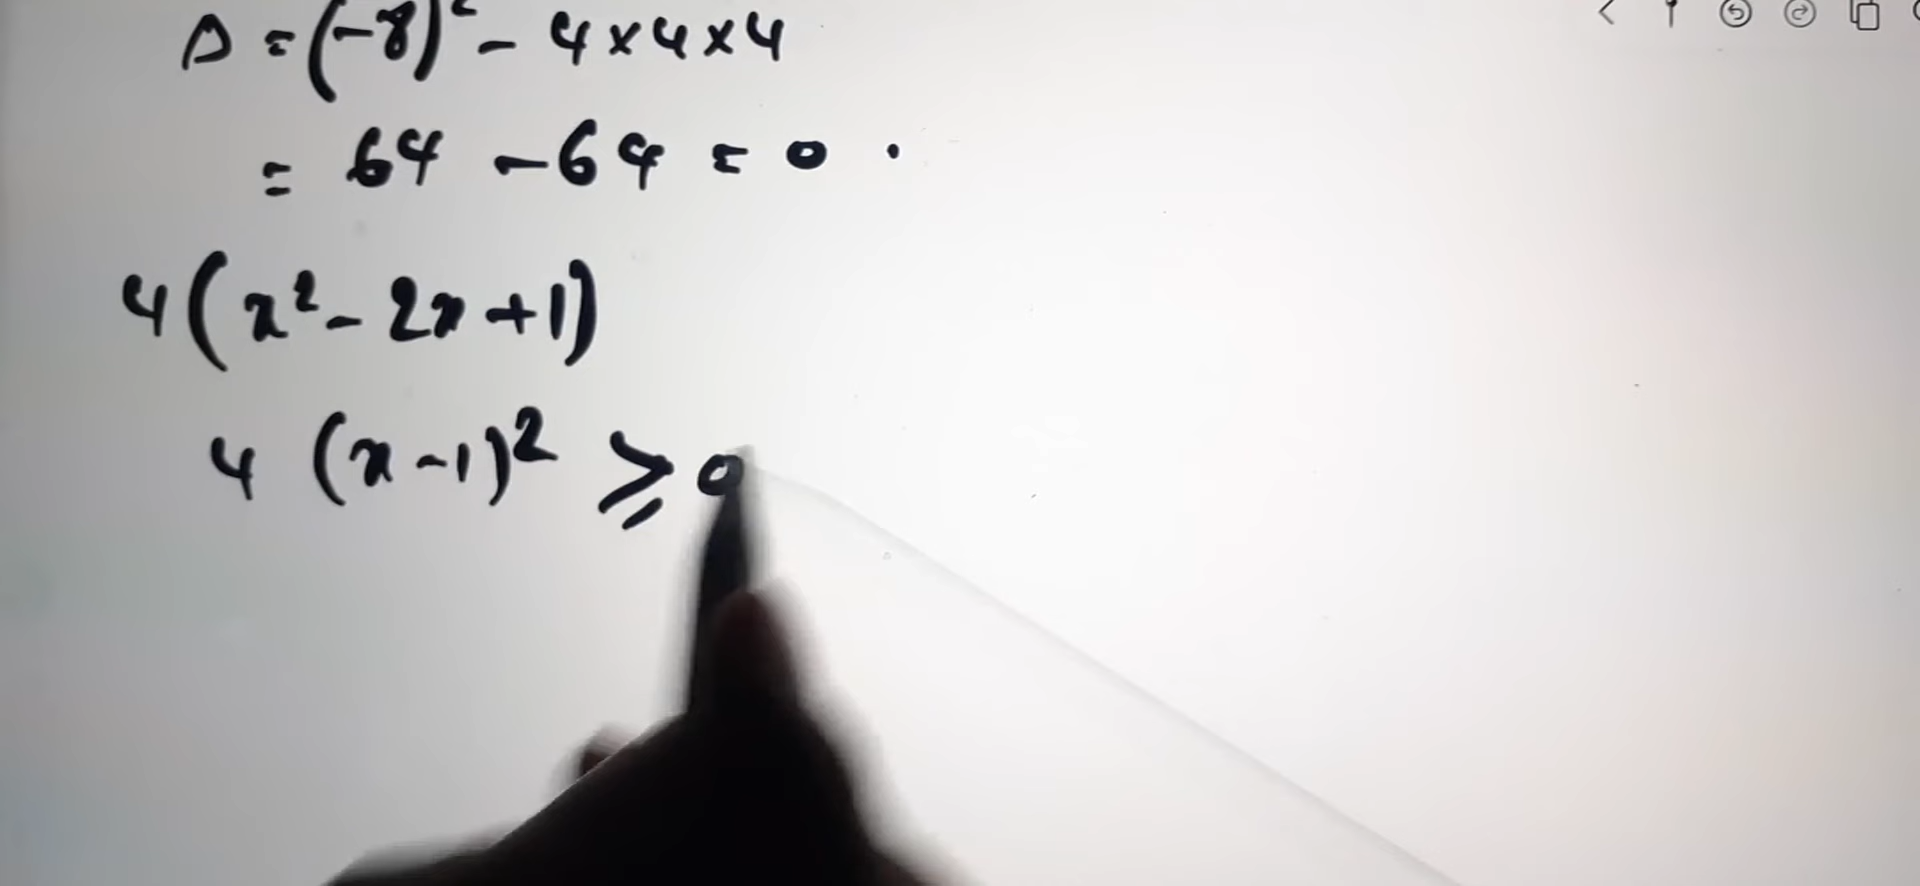 Δ = (-8)² - 4×4×4
= 64 - 64 = 0 .
4(x² - 2x + 1)
4 (x-1)² ≥ 0